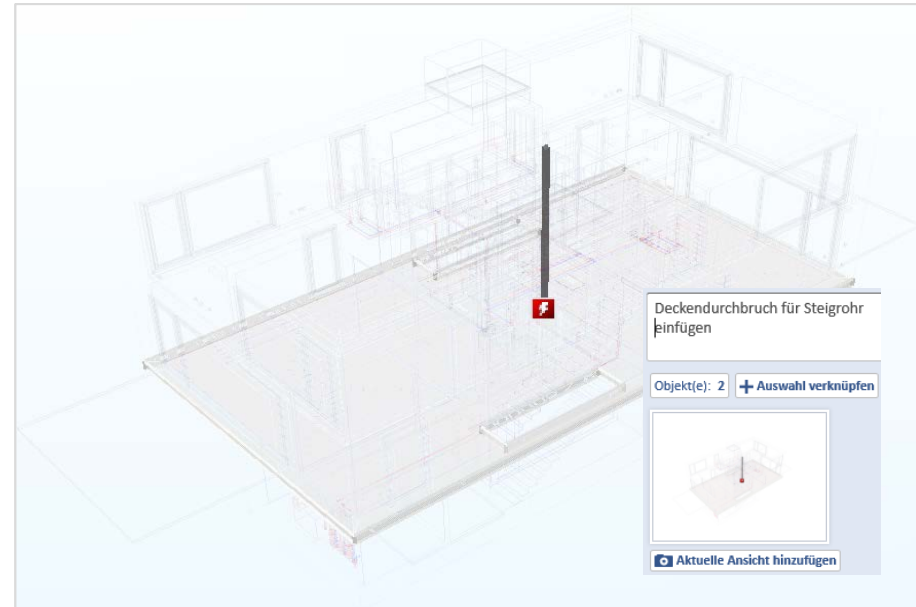 Deckendurchbruch für Steigrohr
einfügen
Objekt(e): 2 + Auswahl verknüpfen
Aktuelle Ansicht hinzufügen